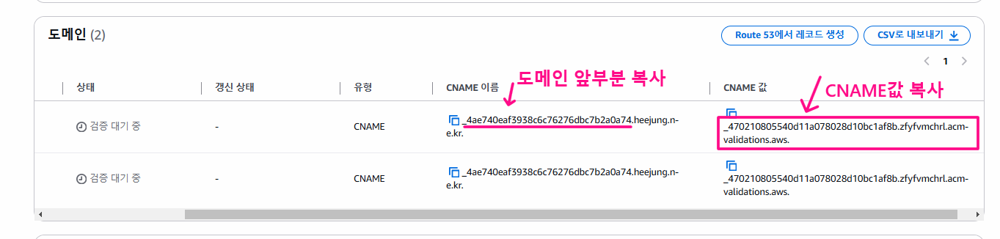 도메인 (2)
Route 53에서 레코드 생성
CSV로 내보내기
1
도메인 앞부분 복사
CNAME값 복사
상태
갱신 상태
유형
CNAME 이름
CNAME 값
검증 대기 중
-
CNAME
_4ae740eaf3938c6c76276dbc7b2a0a74.heejung.n-
e.kr.
_470210805540d11a078028d10bc1af8b.zfyfvmchrl.acm-
validations.aws.
검증 대기 중
-
CNAME
_4ae740eaf3938c6c76276dbc7b2a0a74.heejung.n-
e.kr.
_470210805540d11a078028d10bc1af8b.zfyfvmchrl.acm-
validations.aws.